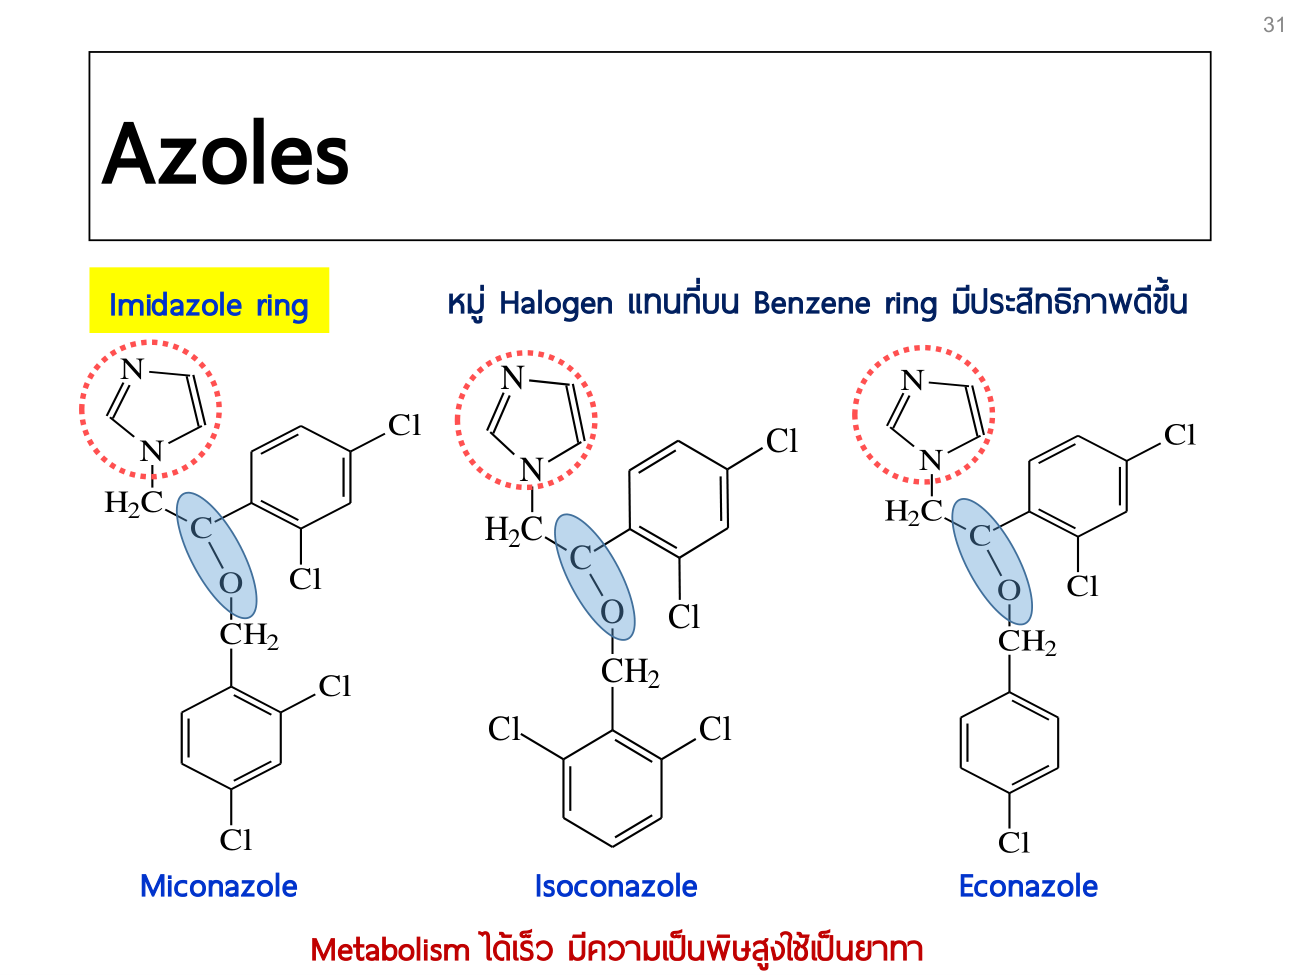 31
Azoles
Imidazole ring
หมู่ Halogen แทนที่บน Benzene ring มีประสิทธิภาพดีขึ้น
N
N
H2C
C
O
CH2
Cl
Cl
Cl
Cl
N
N
H2C
C
O
CH2
Cl
Cl
Cl
Cl
N
N
H2C
C
O
CH2
Cl
Cl
Cl
Miconazole
Isoconazole
Econazole
Metabolism ได้เร็ว มีความเป็นพิษสูงใช้เป็นยาทา